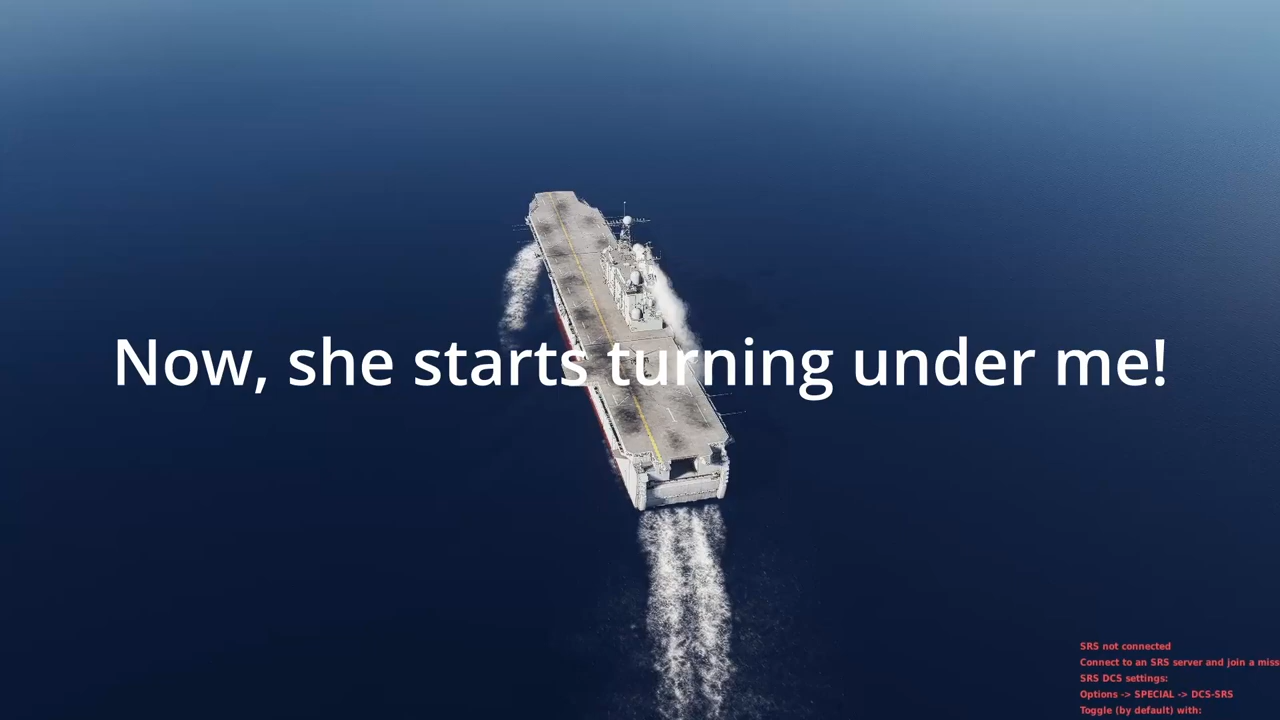 Now, she starts turning under me!
SRS not connected
Connect to an SRS server and join a miss
SRS DCS settings:
Options -> SPECIAL -> DCS-SRS
Toggle (by default) with: